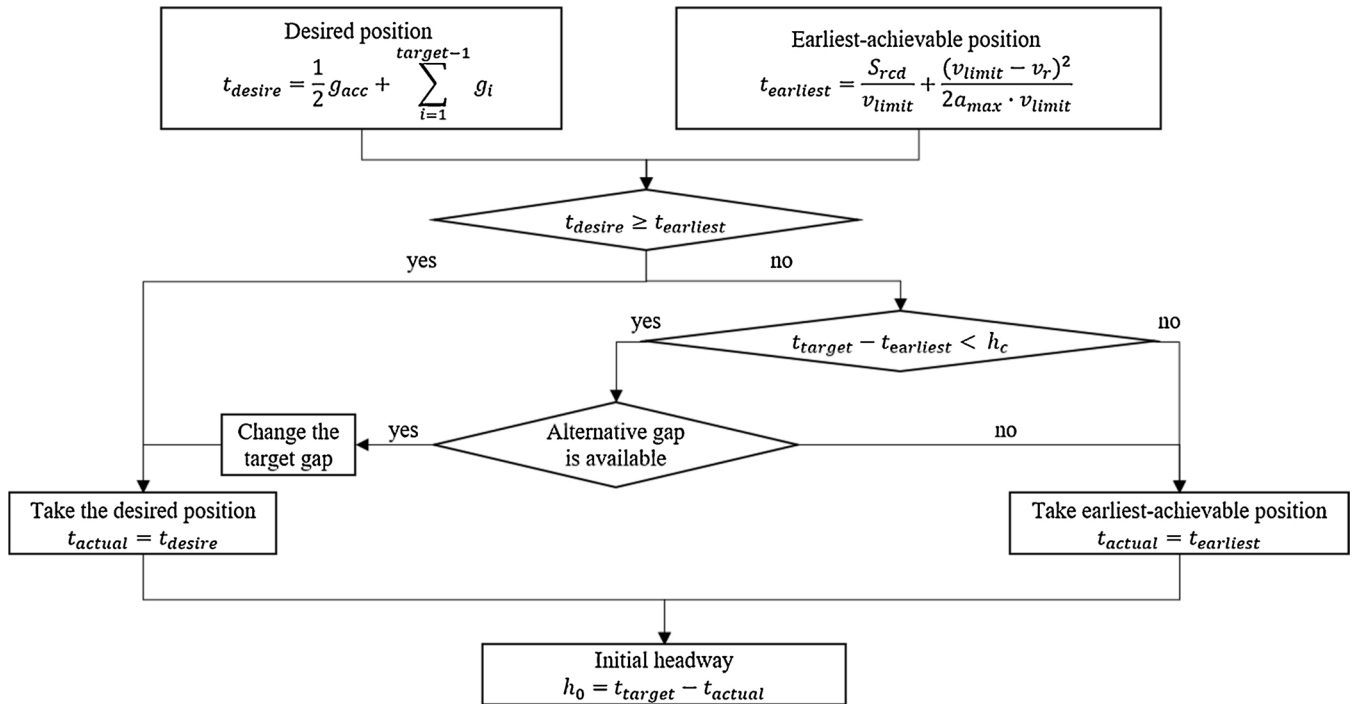 Desired position
t_desire = 1/2 g_acc + ∑_{i=1}^{target−1} g_i
Earliest-achievable position
t_earliest = S_rcd/v_limit + (v_limit − v_r)²/(2a_max · v_limit)
t_desire ≥ t_earliest
yes
no
yes
t_target − t_earliest < h_c
no
Change the
target gap
yes
Alternative gap
is available
no
Take the desired position
t_actual = t_desire
Take earliest-achievable position
t_actual = t_earliest
Initial headway
h_0 = t_target − t_actual